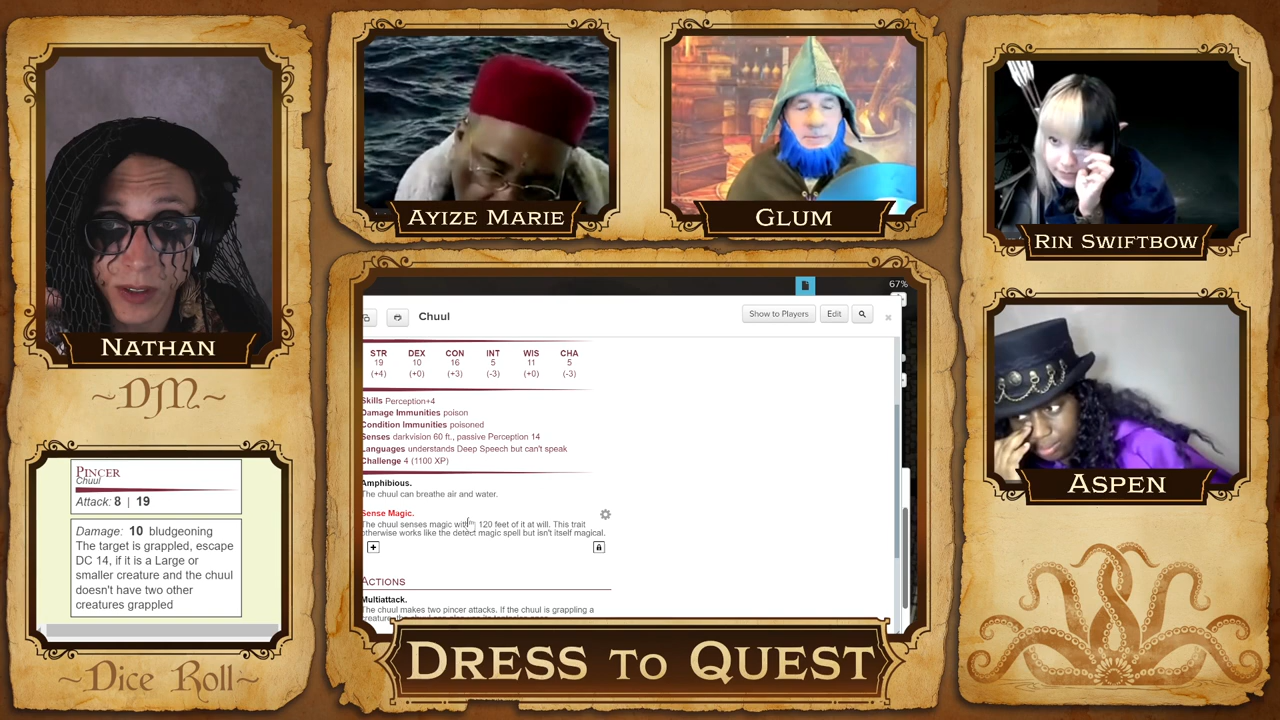 NATHAN
~DM~
PINCER
Chuul
Attack: 8 | 19
Damage: 10 bludgeoning
The target is grappled, escape
DC 14, if it is a Large or
smaller creature and the chuul
doesn't have two other
creatures grappled
~Dice Roll~
AYIZE MARIE
GLUM
67%
Chuul
Show to Players
Edit
STR DEX CON INT WIS CHA
19 10 16 5 11 5
(+4) (+0) (+3) (-3) (+0) (-3)
Skills Perception+4
Damage Immunities poison
Condition Immunities poisoned
Senses darkvision 60 ft., passive Perception 14
Languages understands Deep Speech but can't speak
Challenge 4 (1100 XP)
Amphibious.
The chuul can breathe air and water.
Sense Magic.
The chuul senses magic within 120 feet of it at will. This trait
otherwise works like the detect magic spell but isn't itself magical.
ACTIONS
Multiattack.
The chuul makes two pincer attacks. If the chuul is grappling a
DRESS TO QUEST
RIN SWIFTBOW
ASPEN